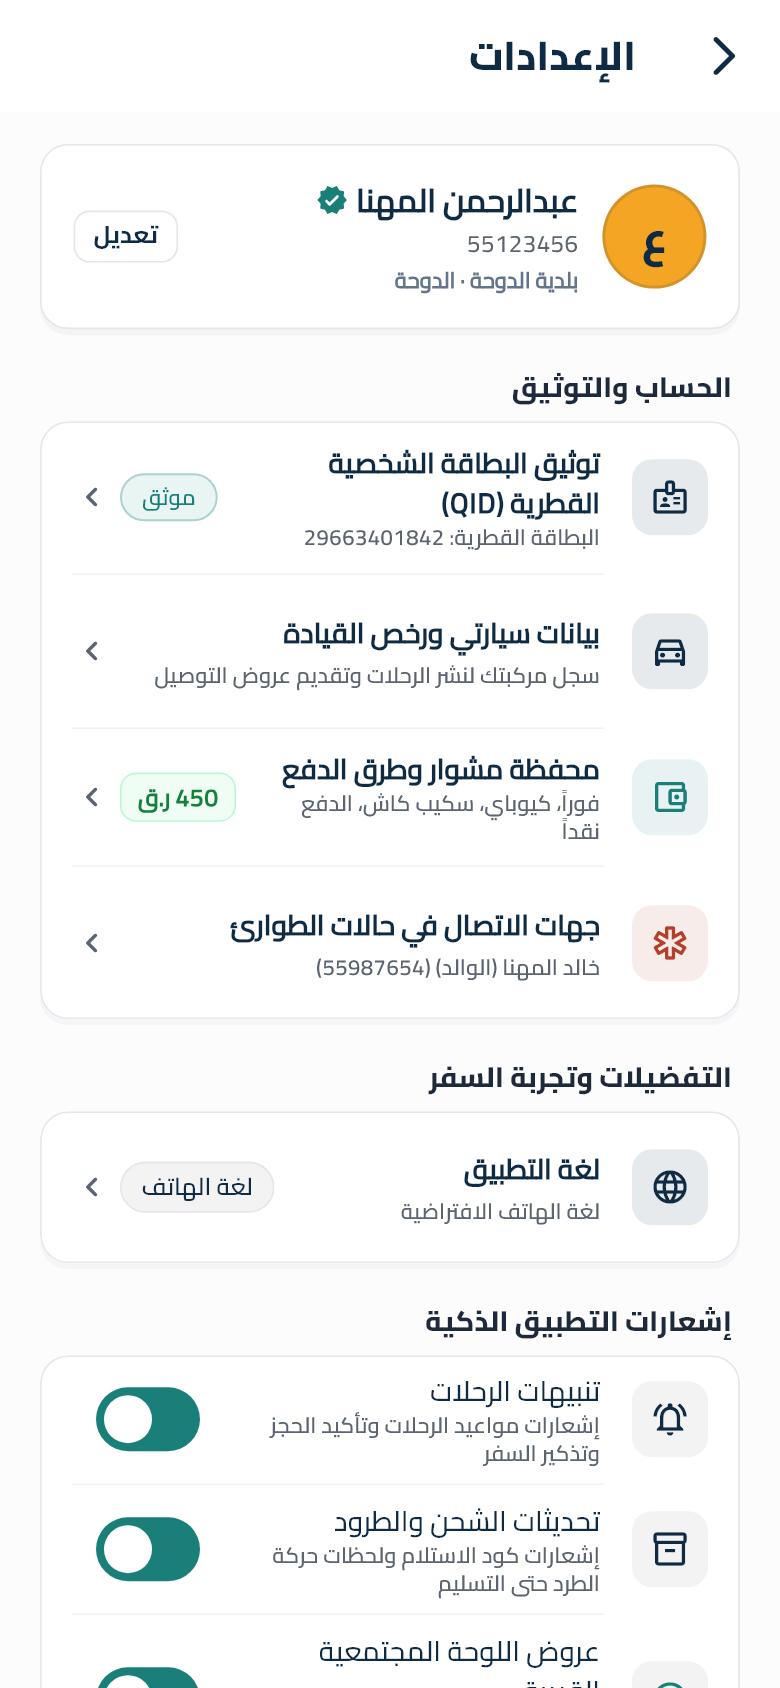 الإعدادات
ع
عبدالرحمن المهنا
55123456
بلدية الدوحة · الدوحة
تعديل
الحساب والتوثيق
توثيق البطاقة الشخصية
القطرية (QID)
البطاقة القطرية: 29663401842
موثق
بيانات سيارتي ورخص القيادة
سجل مركبتك لنشر الرحلات وتقديم عروض التوصيل
محفظة مشوار وطرق الدفع
فوراً، كيوباي، سكيب كاش، الدفع
نقداً
450 ر.ق
جهات الاتصال في حالات الطوارئ
خالد المهنا (الوالد) (55987654)
التفضيلات وتجربة السفر
لغة التطبيق
لغة الهاتف الافتراضية
لغة الهاتف
إشعارات التطبيق الذكية
تنبيهات الرحلات
إشعارات مواعيد الرحلات وتأكيد الحجز
وتذكير السفر
تحديثات الشحن والطرود
إشعارات كود الاستلام ولحظات حركة
الطرد حتى التسليم
عروض اللوحة المجتمعية